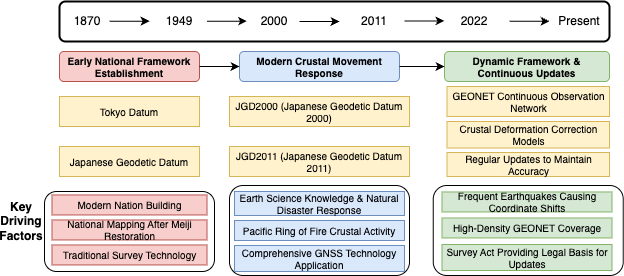 1870 1949 2000 2011 2022 Present
Early National Framework
Establishment
Modern Crustal Movement
Response
Dynamic Framework &
Continuous Updates
Tokyo Datum
JGD2000 (Japanese Geodetic Datum
2000)
GEONET Continuous Observation
Network
Crustal Deformation Correction
Models
Japanese Geodetic Datum
JGD2011 (Japanese Geodetic Datum
2011)
Regular Updates to Maintain
Accuracy
Key
Driving
Factors
Modern Nation Building
National Mapping After Meiji
Restoration
Traditional Survey Technology
Earth Science Knowledge & Natural
Disaster Response
Pacific Ring of Fire Crustal Activity
Comprehensive GNSS Technology
Application
Frequent Earthquakes Causing
Coordinate Shifts
High-Density GEONET Coverage
Survey Act Providing Legal Basis for
Updates